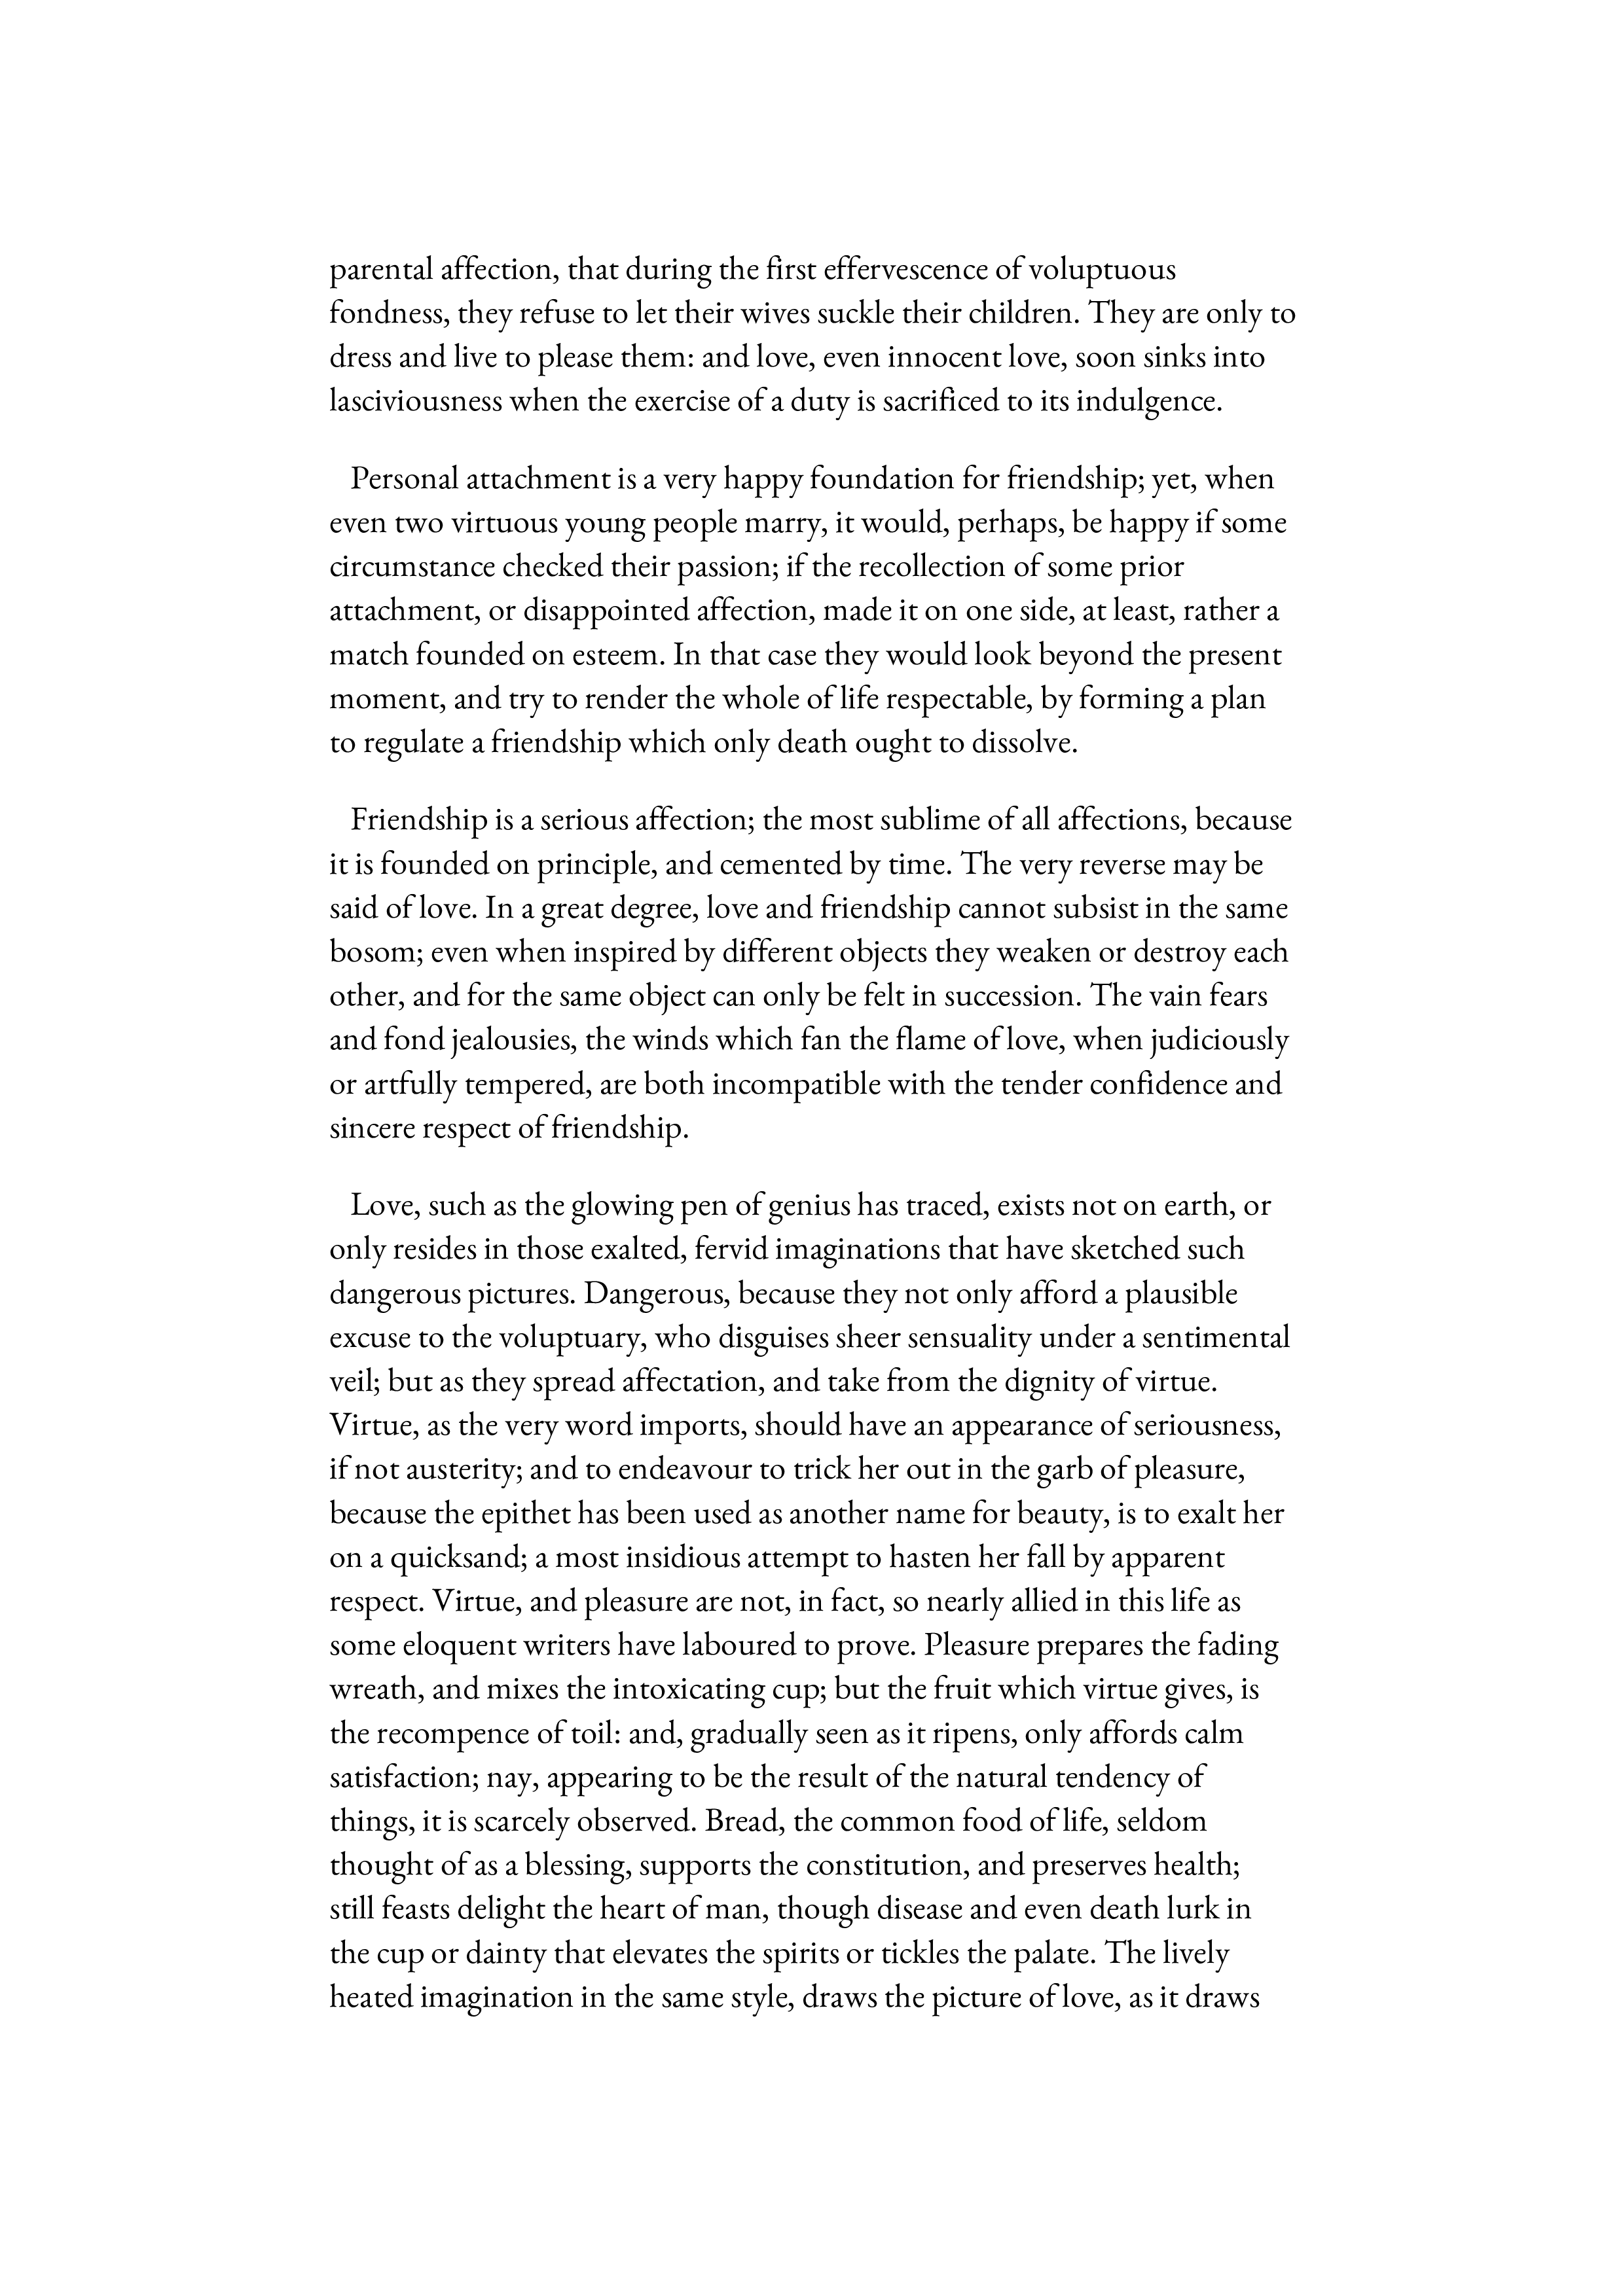 parental affection, that during the first effervescence of voluptuous
fondness, they refuse to let their wives suckle their children. They are only to
dress and live to please them: and love, even innocent love, soon sinks into
lasciviousness when the exercise of a duty is sacrificed to its indulgence.
Personal attachment is a very happy foundation for friendship; yet, when
even two virtuous young people marry, it would, perhaps, be happy if some
circumstance checked their passion; if the recollection of some prior
attachment, or disappointed affection, made it on one side, at least, rather a
match founded on esteem. In that case they would look beyond the present
moment, and try to render the whole of life respectable, by forming a plan
to regulate a friendship which only death ought to dissolve.
Friendship is a serious affection; the most sublime of all affections, because
it is founded on principle, and cemented by time. The very reverse may be
said of love. In a great degree, love and friendship cannot subsist in the same
bosom; even when inspired by different objects they weaken or destroy each
other, and for the same object can only be felt in succession. The vain fears
and fond jealousies, the winds which fan the flame of love, when judiciously
or artfully tempered, are both incompatible with the tender confidence and
sincere respect of friendship.
Love, such as the glowing pen of genius has traced, exists not on earth, or
only resides in those exalted, fervid imaginations that have sketched such
dangerous pictures. Dangerous, because they not only afford a plausible
excuse to the voluptuary, who disguises sheer sensuality under a sentimental
veil; but as they spread affectation, and take from the dignity of virtue.
Virtue, as the very word imports, should have an appearance of seriousness,
if not austerity; and to endeavour to trick her out in the garb of pleasure,
because the epithet has been used as another name for beauty, is to exalt her
on a quicksand; a most insidious attempt to hasten her fall by apparent
respect. Virtue, and pleasure are not, in fact, so nearly allied in this life as
some eloquent writers have laboured to prove. Pleasure prepares the fading
wreath, and mixes the intoxicating cup; but the fruit which virtue gives, is
the recompence of toil: and, gradually seen as it ripens, only affords calm
satisfaction; nay, appearing to be the result of the natural tendency of
things, it is scarcely observed. Bread, the common food of life, seldom
thought of as a blessing, supports the constitution, and preserves health;
still feasts delight the heart of man, though disease and even death lurk in
the cup or dainty that elevates the spirits or tickles the palate. The lively
heated imagination in the same style, draws the picture of love, as it draws